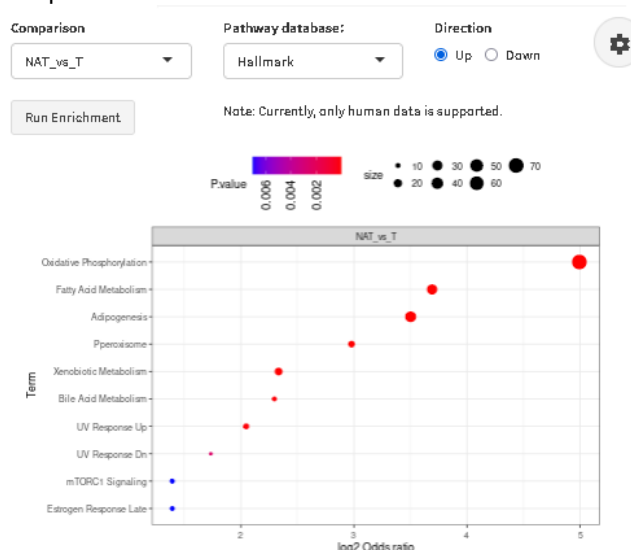 Comparison
Pathway database:
Direction
NAT_vs_T
Hallmark
Up
Down
Run Enrichment
Note: Currently, only human data is supported.
P.value
0.006
0.004
0.002
size
10
30
50
70
20
40
60
NAT_vs_T
Oxidative Phosphorylation
Fatty Acid Metabolism
Adipogenesis
Pperoxisome
Xenobiotic Metabolism
Bile Acid Metabolism
UV Response Up
UV Response Dn
mTORC1 Signaling
Estrogen Response Late
Term
2
3
4
5
log2 Odds ratio